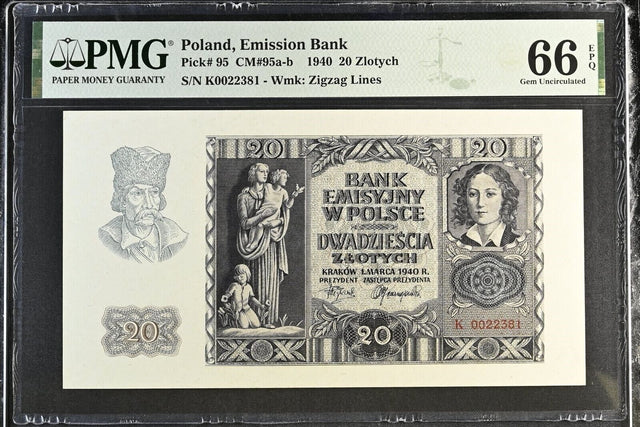 PMG®
PAPER MONEY GUARANTY
Poland, Emission Bank
Pick# 95 CM#95a-b 1940 20 Zlotych
S/N K0022381 - Wmk: Zigzag Lines
66 EPQ
Gem Uncirculated
20 20
BANK
EMISYJNY
W POLSCE
DWADZIEŚCIA
ZŁOTYCH
KRAKÓW 1.MARCA 1940 R.
PREZYDENT ZASTĘPCA PREZYDENTA
K 0022381
20 20